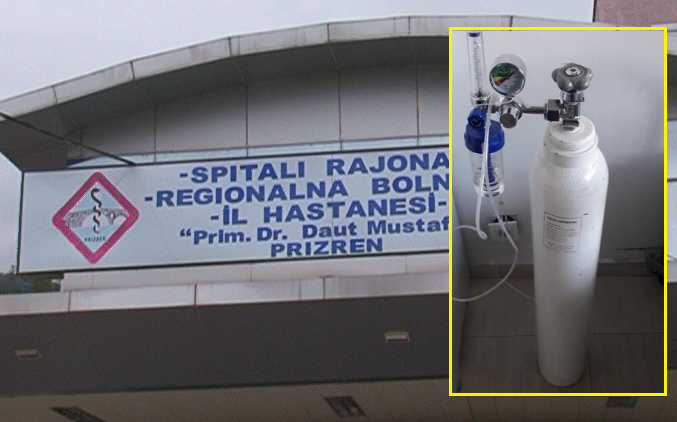 -SPITALI RAJONA
-REGIONALNA BOLN
-İL HASTANESİ-
"Prim. Dr. Daut Mustaf
PRIZREN
PRIZREN